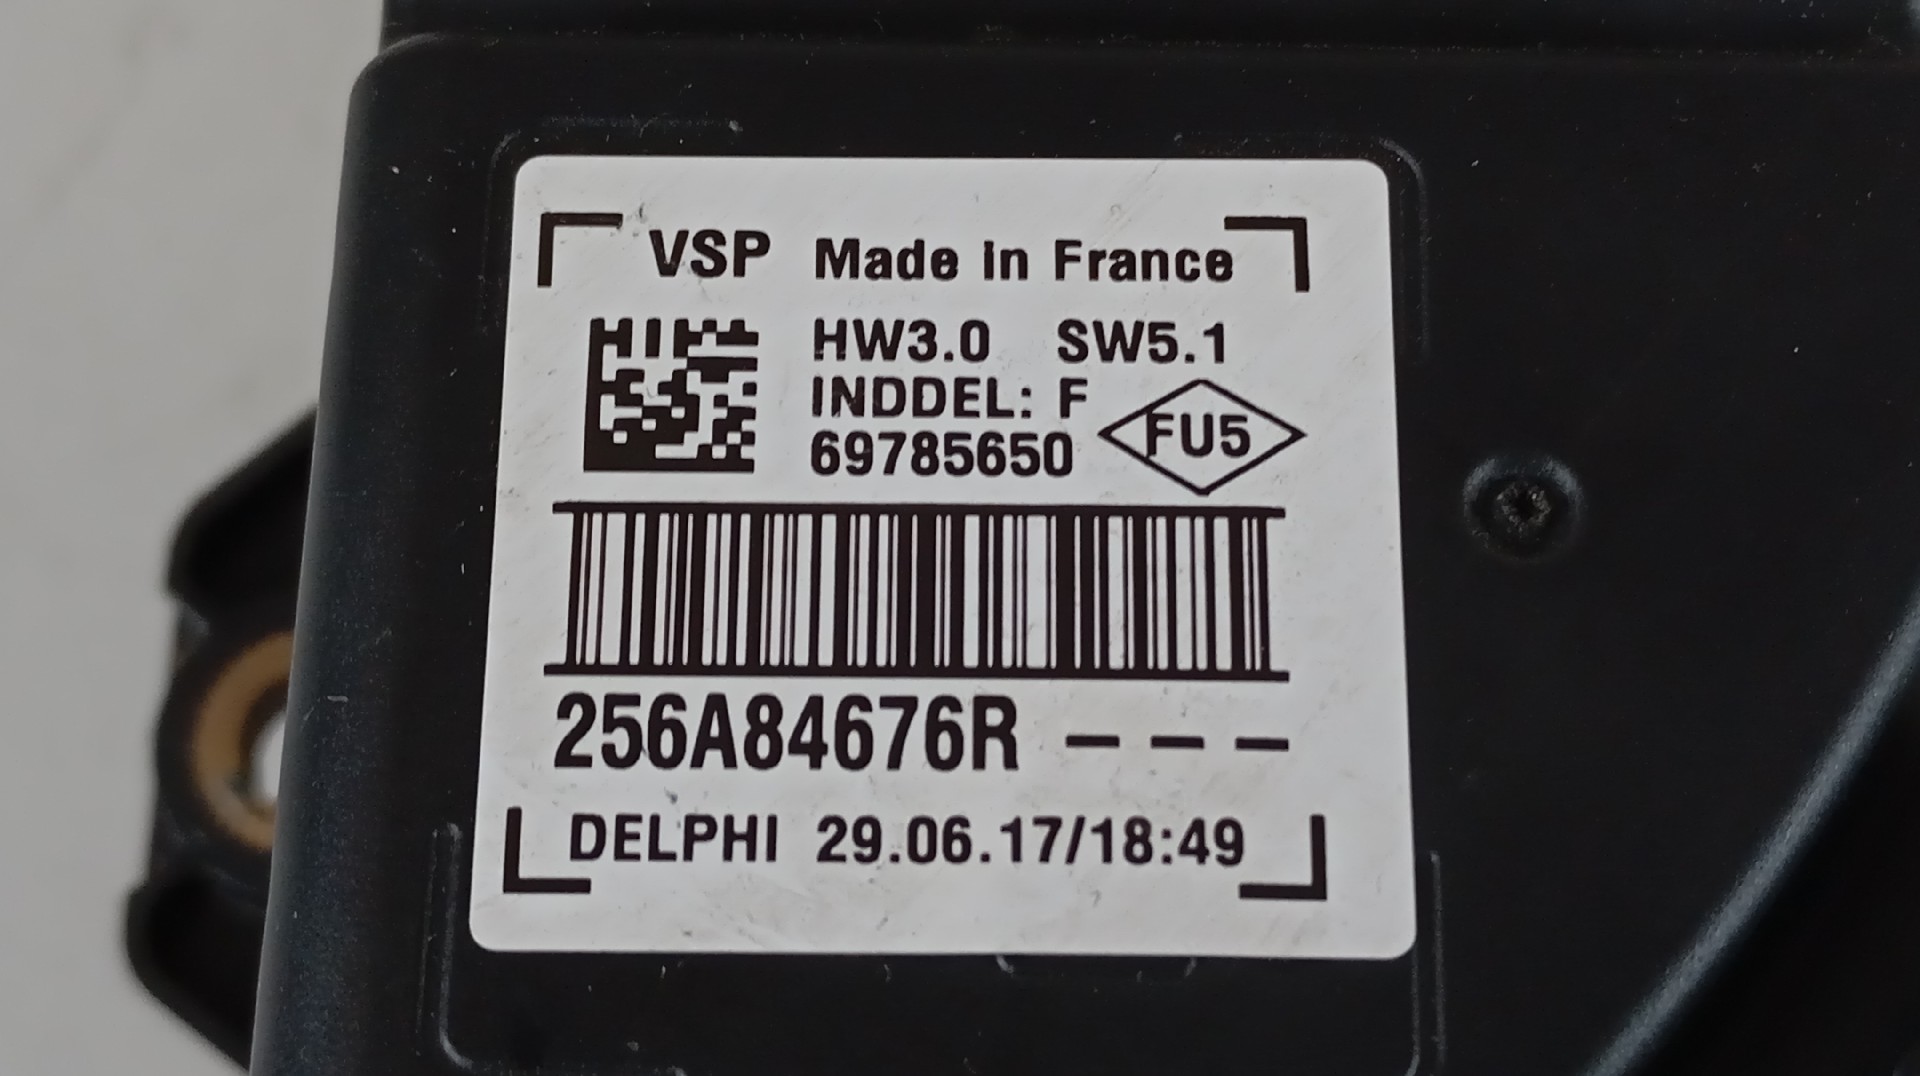 VSP Made in France
HW3.0 SW5.1
INDDEL: F
FU5
69785650
256A84676R - - -
DELPHI 29.06.17/18:49